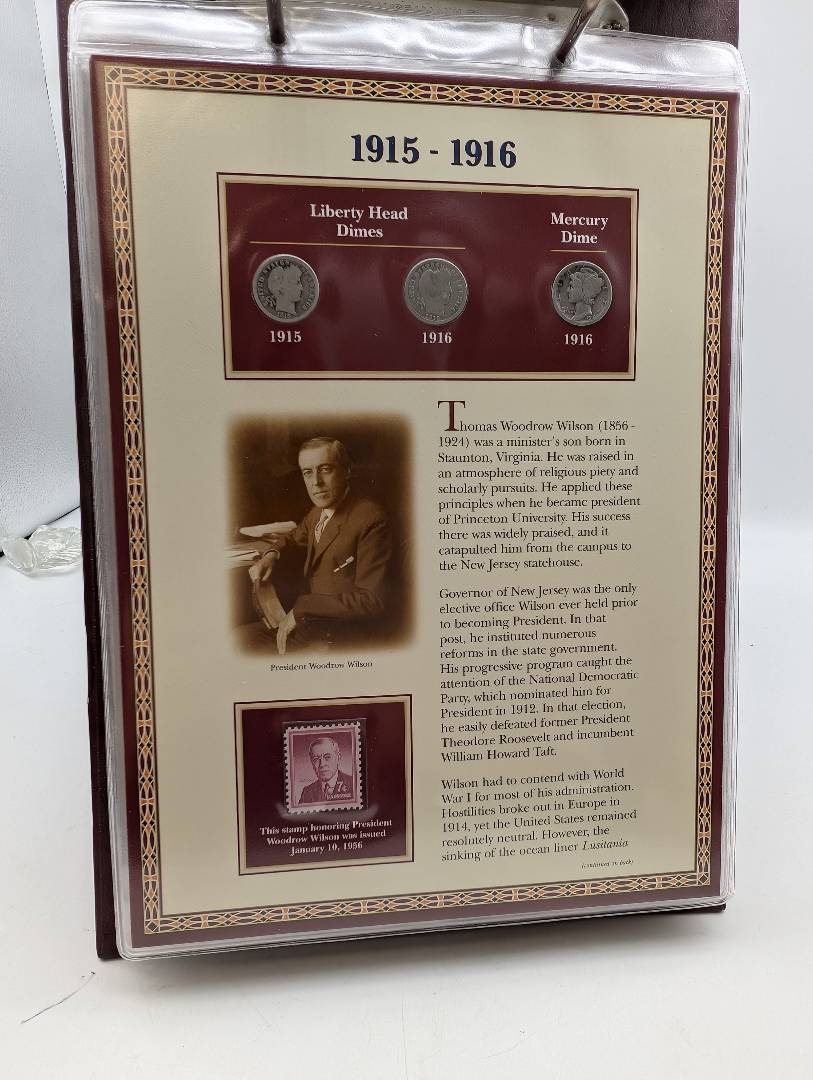 1915 - 1916
Liberty Head
Dimes
Mercury
Dime
1915
1916
1916
Thomas Woodrow Wilson (1856 -
1924) was a minister's son born in
Staunton, Virginia. He was raised in
an atmosphere of religious piety and
scholarly pursuits. He applied these
principles when he became president
of Princeton University. His success
there was widely praised, and it
catapulted him from the campus to
the New Jersey statehouse.
Governor of New Jersey was the only
elective office Wilson ever held prior
to becoming President. In that
post, he instituted numerous
reforms in the state government.
His progressive program caught the
attention of the National Democratic
Party, which nominated him for
President in 1912. In that election,
he easily defeated former President
Theodore Roosevelt and incumbent
William Howard Taft.
Wilson had to contend with World
War I for most of his administration.
Hostilities broke out in Europe in
1914, yet the United States remained
resolutely neutral. However, the
sinking of the ocean liner Lusitania
(continued on back)
President Woodrow Wilson
7¢
U.S. POSTAGE
This stamp honoring President
Woodrow Wilson was issued
January 10, 1956